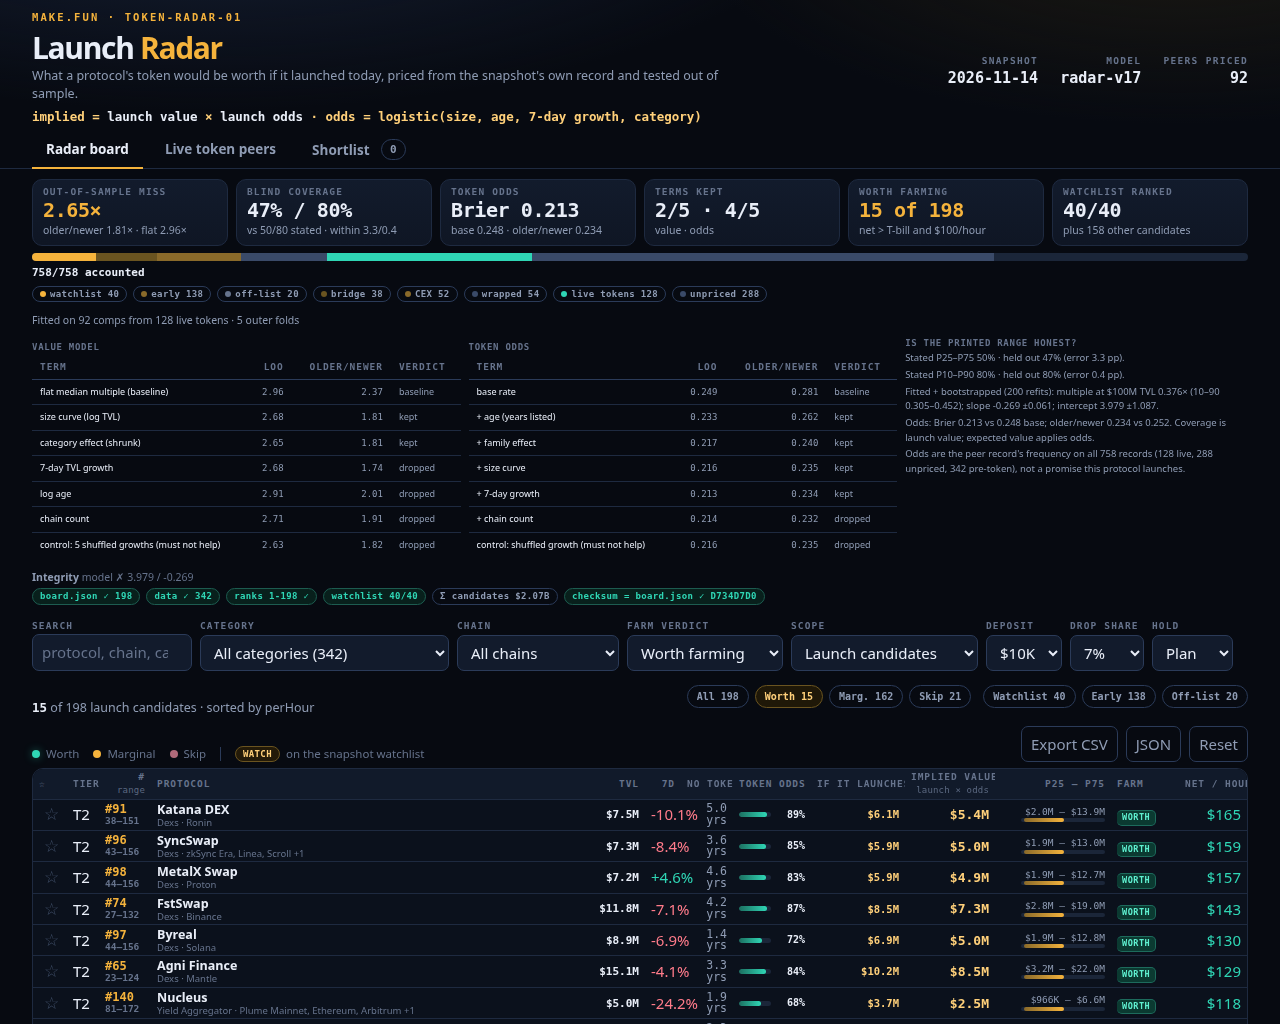 MAKE.FUN · TOKEN-RADAR-01
Launch Radar
What a protocol's token would be worth if it launched today, priced from the snapshot's own record and tested out of
sample.
implied = launch value × launch odds · odds = logistic(size, age, 7-day growth, category)
SNAPSHOT
2026-11-14
MODEL
radar-v17
PEERS PRICED
92
Radar board
Live token peers
Shortlist 0
OUT-OF-SAMPLE MISS
2.65×
older/newer 1.81× · flat 2.96×
BLIND COVERAGE
47% / 80%
vs 50/80 stated · within 3.3/0.4
TOKEN ODDS
Brier 0.213
base 0.248 · older/newer 0.234
TERMS KEPT
2/5 · 4/5
value · odds
WORTH FARMING
15 of 198
net > T-bill and $100/hour
WATCHLIST RANKED
40/40
plus 158 other candidates
758/758 accounted
watchlist 40
early 138
off-list 20
bridge 38
CEX 52
wrapped 54
live tokens 128
unpriced 288
Fitted on 92 comps from 128 live tokens · 5 outer folds
VALUE MODEL
TERM LOO OLDER/NEWER VERDICT
flat median multiple (baseline) 2.96 2.37 baseline
size curve (log TVL) 2.68 1.81 kept
category effect (shrunk) 2.65 1.81 kept
7-day TVL growth 2.68 1.74 dropped
log age 2.91 2.01 dropped
chain count 2.71 1.91 dropped
control: 5 shuffled growths (must not help) 2.63 1.82 dropped
TOKEN ODDS
TERM LOO OLDER/NEWER VERDICT
base rate 0.249 0.281 baseline
+ age (years listed) 0.233 0.262 kept
+ family effect 0.217 0.240 kept
+ size curve 0.216 0.235 kept
+ 7-day growth 0.213 0.234 kept
+ chain count 0.214 0.232 dropped
control: shuffled growth (must not help) 0.216 0.235 dropped
IS THE PRINTED RANGE HONEST?
Stated P25–P75 50% · held out 47% (error 3.3 pp).
Stated P10–P90 80% · held out 80% (error 0.4 pp).
Fitted + bootstrapped (200 refits): multiple at $100M TVL 0.376× (10–90
0.305–0.452); slope -0.269 ±0.061; intercept 3.979 ±1.087.
Odds: Brier 0.213 vs 0.248 base; older/newer 0.234 vs 0.252. Coverage is
launch value; expected value applies odds.
Odds are the peer record's frequency on all 758 records (128 live, 288
unpriced, 342 pre-token), not a promise this protocol launches.
Integrity model ✗ 3.979 / -0.269
board.json ✓ 198
data ✓ 342
ranks 1-198 ✓
watchlist 40/40
Σ candidates $2.07B
checksum = board.json ✓ D734D7D0
SEARCH
protocol, chain, ca
CATEGORY
All categories (342)
CHAIN
All chains
FARM VERDICT
Worth farming
SCOPE
Launch candidates
DEPOSIT
$10K
DROP SHARE
7%
HOLD
Plan
15 of 198 launch candidates · sorted by perHour
All 198
Worth 15
Marg. 162
Skip 21
Watchlist 40
Early 138
Off-list 20
Worth
Marginal
Skip
WATCH on the snapshot watchlist
Export CSV
JSON
Reset
☆ TIER # range PROTOCOL TVL 7D NO TOKE TOKEN ODDS IF IT LAUNCHES IMPLIED VALUE launch × odds P25 — P75 FARM NET / HOUR
☆ T2 #91 38–151 Katana DEX Dexs · Ronin $7.5M -10.1% 5.0 yrs 89% $6.1M $5.4M $2.0M — $13.9M WORTH $165
☆ T2 #96 43–156 SyncSwap Dexs · zkSync Era, Linea, Scroll +1 $7.3M -8.4% 3.6 yrs 85% $5.9M $5.0M $1.9M — $13.0M WORTH $159
☆ T2 #98 44–156 MetalX Swap Dexs · Proton $7.2M +4.6% 4.6 yrs 83% $5.9M $4.9M $1.9M — $12.7M WORTH $157
☆ T2 #74 27–132 FstSwap Dexs · Binance $11.8M -7.1% 4.2 yrs 87% $8.5M $7.3M $2.8M — $19.0M WORTH $143
☆ T2 #97 44–156 Byreal Dexs · Solana $8.9M -6.9% 1.4 yrs 72% $6.9M $5.0M $1.9M — $12.8M WORTH $130
☆ T2 #65 23–124 Agni Finance Dexs · Mantle $15.1M -4.1% 3.3 yrs 84% $10.2M $8.5M $3.2M — $22.0M WORTH $129
☆ T2 #140 81–172 Nucleus Yield Aggregator · Plume Mainnet, Ethereum, Arbitrum +1 $5.0M -24.2% 1.9 yrs 68% $3.7M $2.5M $966K — $6.6M WORTH $118